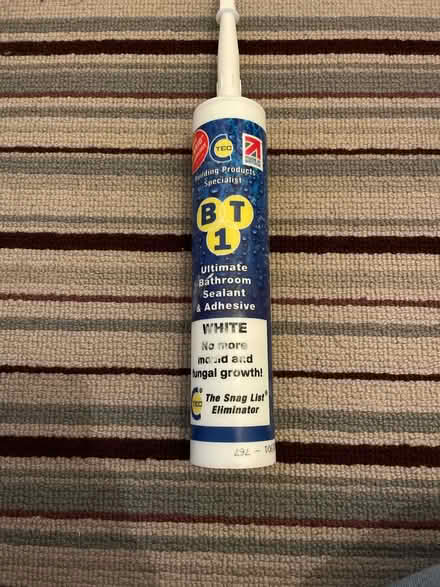 C
TEC
Building Products
Specialist
B T
1
Ultimate
Bathroom
Sealant
& Adhesive
WHITE
No more
mould and
fungal growth!
C
TEC
®
The Snag List®
Eliminator